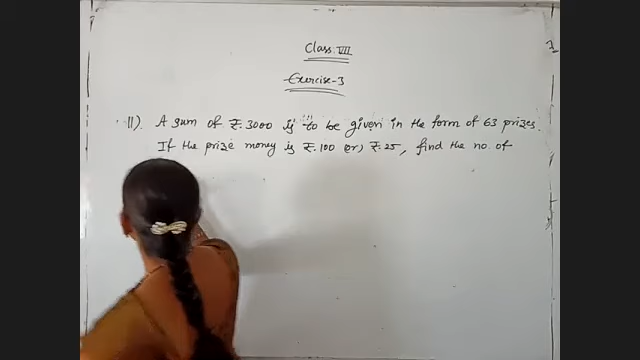 Class: VII
Exercise-3
11). A sum of ₹.3000 is to be given in the form of 63 prizes.
If the prize money is ₹.100 (or) ₹.25, find the no. of